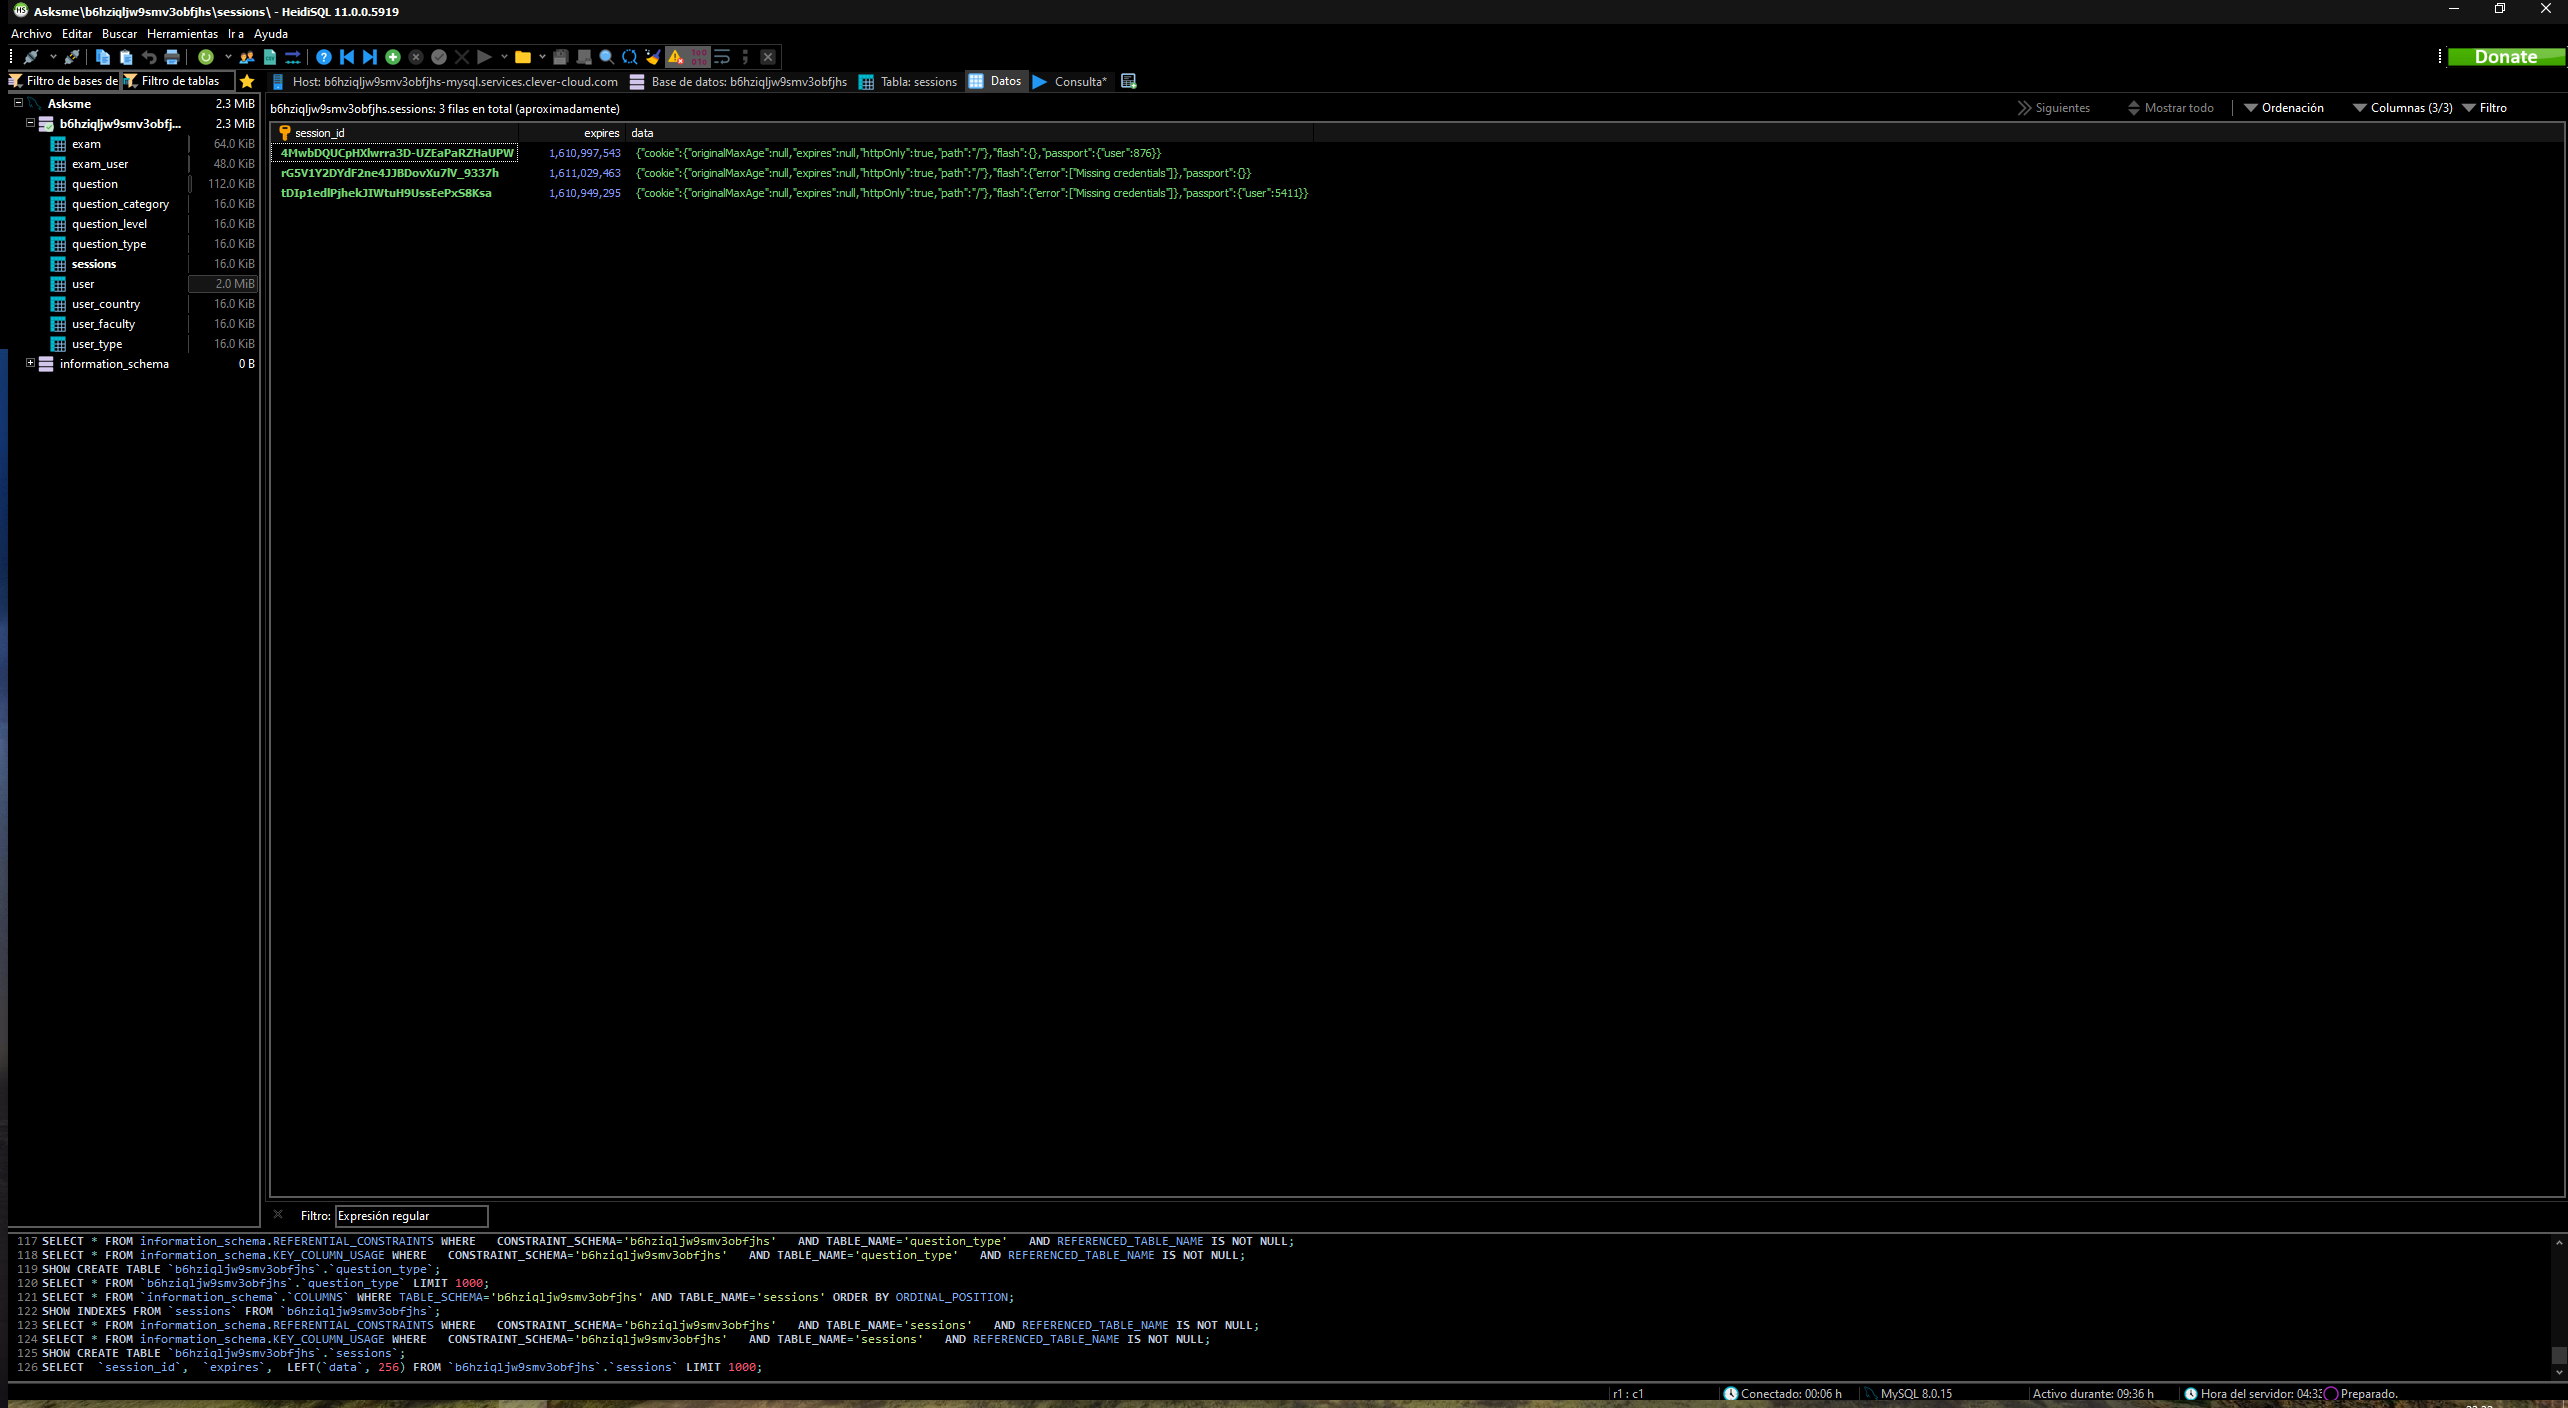 Asksme\b6hziqljw9smv3obfjhs\sessions\ - HeidiSQL 11.0.0.5919
Archivo Editar Buscar Herramientas Ir a Ayuda
Donate
Filtro de bases de Filtro de tablas Host: b6hziqljw9smv3obfjhs-mysql.services.clever-cloud.com Base de datos: b6hziqljw9smv3obfjhs Tabla: sessions Datos Consulta*
Asksme 2.3 MiB
b6hziqljw9smv3obfj... 2.3 MiB
exam 64.0 KiB
exam_user 48.0 KiB
question 112.0 KiB
question_category 16.0 KiB
question_level 16.0 KiB
question_type 16.0 KiB
sessions 16.0 KiB
user 2.0 MiB
user_country 16.0 KiB
user_faculty 16.0 KiB
user_type 16.0 KiB
information_schema 0 B
b6hziqljw9smv3obfjhs.sessions: 3 filas en total (aproximadamente) Siguientes Mostrar todo Ordenación Columnas (3/3) Filtro
session_id expires data
4MwbDQUCpHXlwrra3D-UZEaPaRZHaUPW 1,610,997,543 {"cookie":{"originalMaxAge":null,"expires":null,"httpOnly":true,"path":"/"},"flash":{},"passport":{"user":876}}
rG5V1Y2DYdF2ne4JJBDovXu7lV_9337h 1,611,029,463 {"cookie":{"originalMaxAge":null,"expires":null,"httpOnly":true,"path":"/"},"flash":{"error":["Missing credentials"]},"passport":{}}
tDIp1edlPjhekJIWtuH9UssEePxS8Ksa 1,610,949,295 {"cookie":{"originalMaxAge":null,"expires":null,"httpOnly":true,"path":"/"},"flash":{"error":["Missing credentials"]},"passport":{"user":5411}}
Filtro: Expresión regular
117 SELECT * FROM information_schema.REFERENTIAL_CONSTRAINTS WHERE CONSTRAINT_SCHEMA='b6hziqljw9smv3obfjhs' AND TABLE_NAME='question_type' AND REFERENCED_TABLE_NAME IS NOT NULL;
118 SELECT * FROM information_schema.KEY_COLUMN_USAGE WHERE CONSTRAINT_SCHEMA='b6hziqljw9smv3obfjhs' AND TABLE_NAME='question_type' AND REFERENCED_TABLE_NAME IS NOT NULL;
119 SHOW CREATE TABLE `b6hziqljw9smv3obfjhs`.`question_type`;
120 SELECT * FROM `b6hziqljw9smv3obfjhs`.`question_type` LIMIT 1000;
121 SELECT * FROM `information_schema`.`COLUMNS` WHERE TABLE_SCHEMA='b6hziqljw9smv3obfjhs' AND TABLE_NAME='sessions' ORDER BY ORDINAL_POSITION;
122 SHOW INDEXES FROM `sessions` FROM `b6hziqljw9smv3obfjhs`;
123 SELECT * FROM information_schema.REFERENTIAL_CONSTRAINTS WHERE CONSTRAINT_SCHEMA='b6hziqljw9smv3obfjhs' AND TABLE_NAME='sessions' AND REFERENCED_TABLE_NAME IS NOT NULL;
124 SELECT * FROM information_schema.KEY_COLUMN_USAGE WHERE CONSTRAINT_SCHEMA='b6hziqljw9smv3obfjhs' AND TABLE_NAME='sessions' AND REFERENCED_TABLE_NAME IS NOT NULL;
125 SHOW CREATE TABLE `b6hziqljw9smv3obfjhs`.`sessions`;
126 SELECT `session_id`, `expires`, LEFT(`data`, 256) FROM `b6hziqljw9smv3obfjhs`.`sessions` LIMIT 1000;
r1 : c1 Conectado: 00:06 h MySQL 8.0.15 Activo durante: 09:36 h Hora del servidor: 04:3 Preparado.